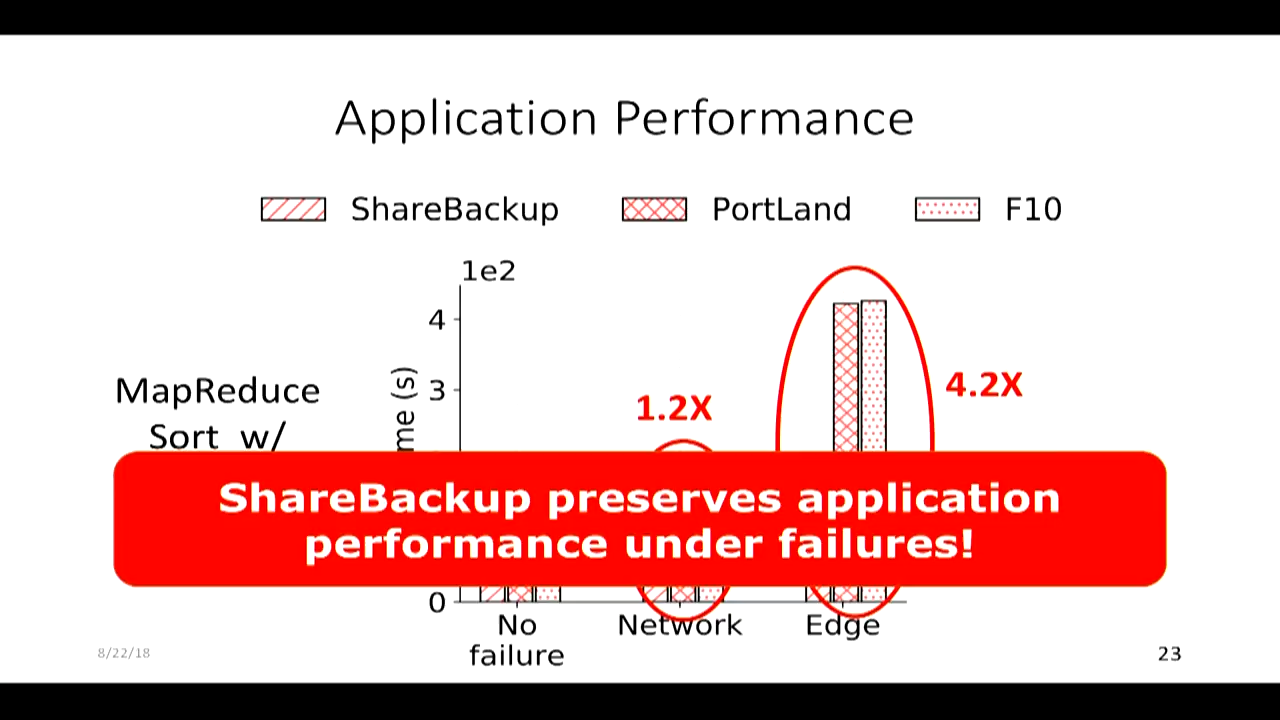 Application Performance
ShareBackup
PortLand
F10
1e2
4
3
0
me (s)
MapReduce
Sort w/
1.2X
4.2X
ShareBackup preserves application
performance under failures!
No
failure
Network
Edge
8/22/18
23